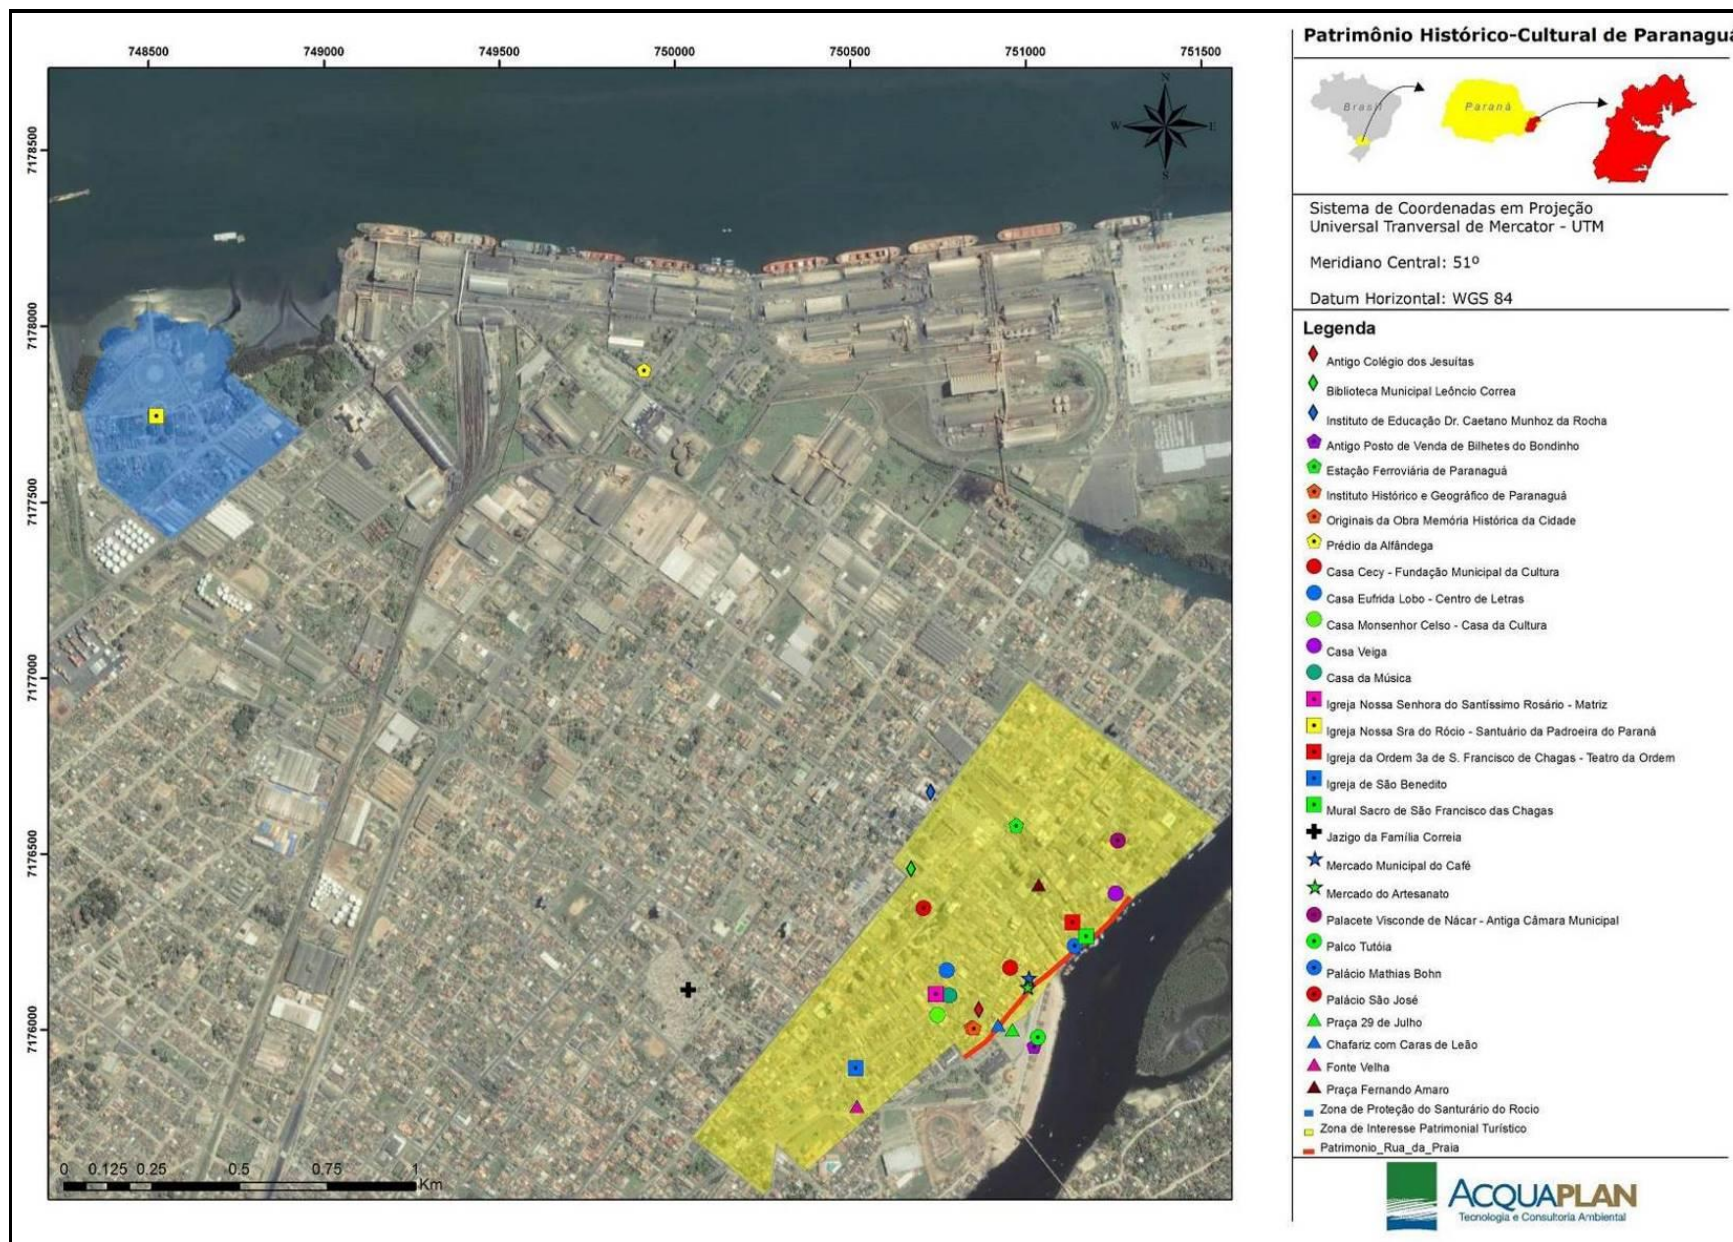 748500 749000 749500 750000 750500 751000 751500
7178500
7178000
7177500
7177000
7176500
7176000
N
W E
S
0 0.125 0.25 0.5 0.75 1
Km
Patrimônio Histórico-Cultural de Paranaguá
Brasil
Paraná
Sistema de Coordenadas em Projeção
Universal Tranversal de Mercator - UTM
Meridiano Central: 51º
Datum Horizontal: WGS 84
Legenda
Antigo Colégio dos Jesuítas
Biblioteca Municipal Leôncio Correa
Instituto de Educação Dr. Caetano Munhoz da Rocha
Antigo Posto de Venda de Bilhetes do Bondinho
Estação Ferroviária de Paranaguá
Instituto Histórico e Geográfico de Paranaguá
Originais da Obra Memória Histórica da Cidade
Prédio da Alfândega
Casa Cecy - Fundação Municipal da Cultura
Casa Eufrida Lobo - Centro de Letras
Casa Monsenhor Celso - Casa da Cultura
Casa Veiga
Casa da Música
Igreja Nossa Senhora do Santíssimo Rosário - Matriz
Igreja Nossa Sra do Rócio - Santuário da Padroeira do Paraná
Igreja da Ordem 3a de S. Francisco de Chagas - Teatro da Ordem
Igreja de São Benedito
Mural Sacro de São Francisco das Chagas
Jazigo da Família Correia
Mercado Municipal do Café
Mercado do Artesanato
Palacete Visconde de Nácar - Antiga Câmara Municipal
Palco Tutóia
Palácio Mathias Bohn
Palácio São José
Praça 29 de Julho
Chafariz com Caras de Leão
Fonte Velha
Praça Fernando Amaro
Zona de Proteção do Santurário do Rocio
Zona de Interesse Patrimonial Turístico
Patrimonio_Rua_da_Praia
ACQUAPLAN
Tecnologia e Consultoria Ambiental